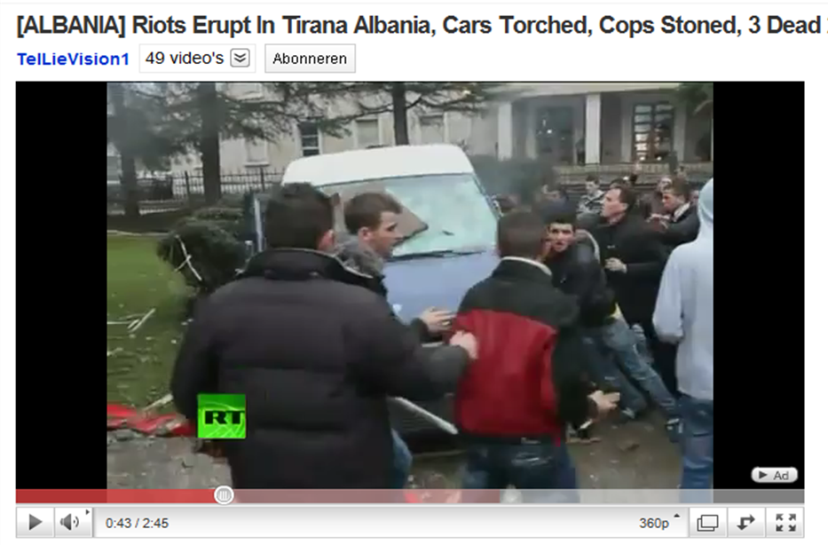 [ALBANIA] Riots Erupt In Tirana Albania, Cars Torched, Cops Stoned, 3 Dead
TelLieVision1 49 video's Abonneren
RT
Ad
0:43 / 2:45 360p